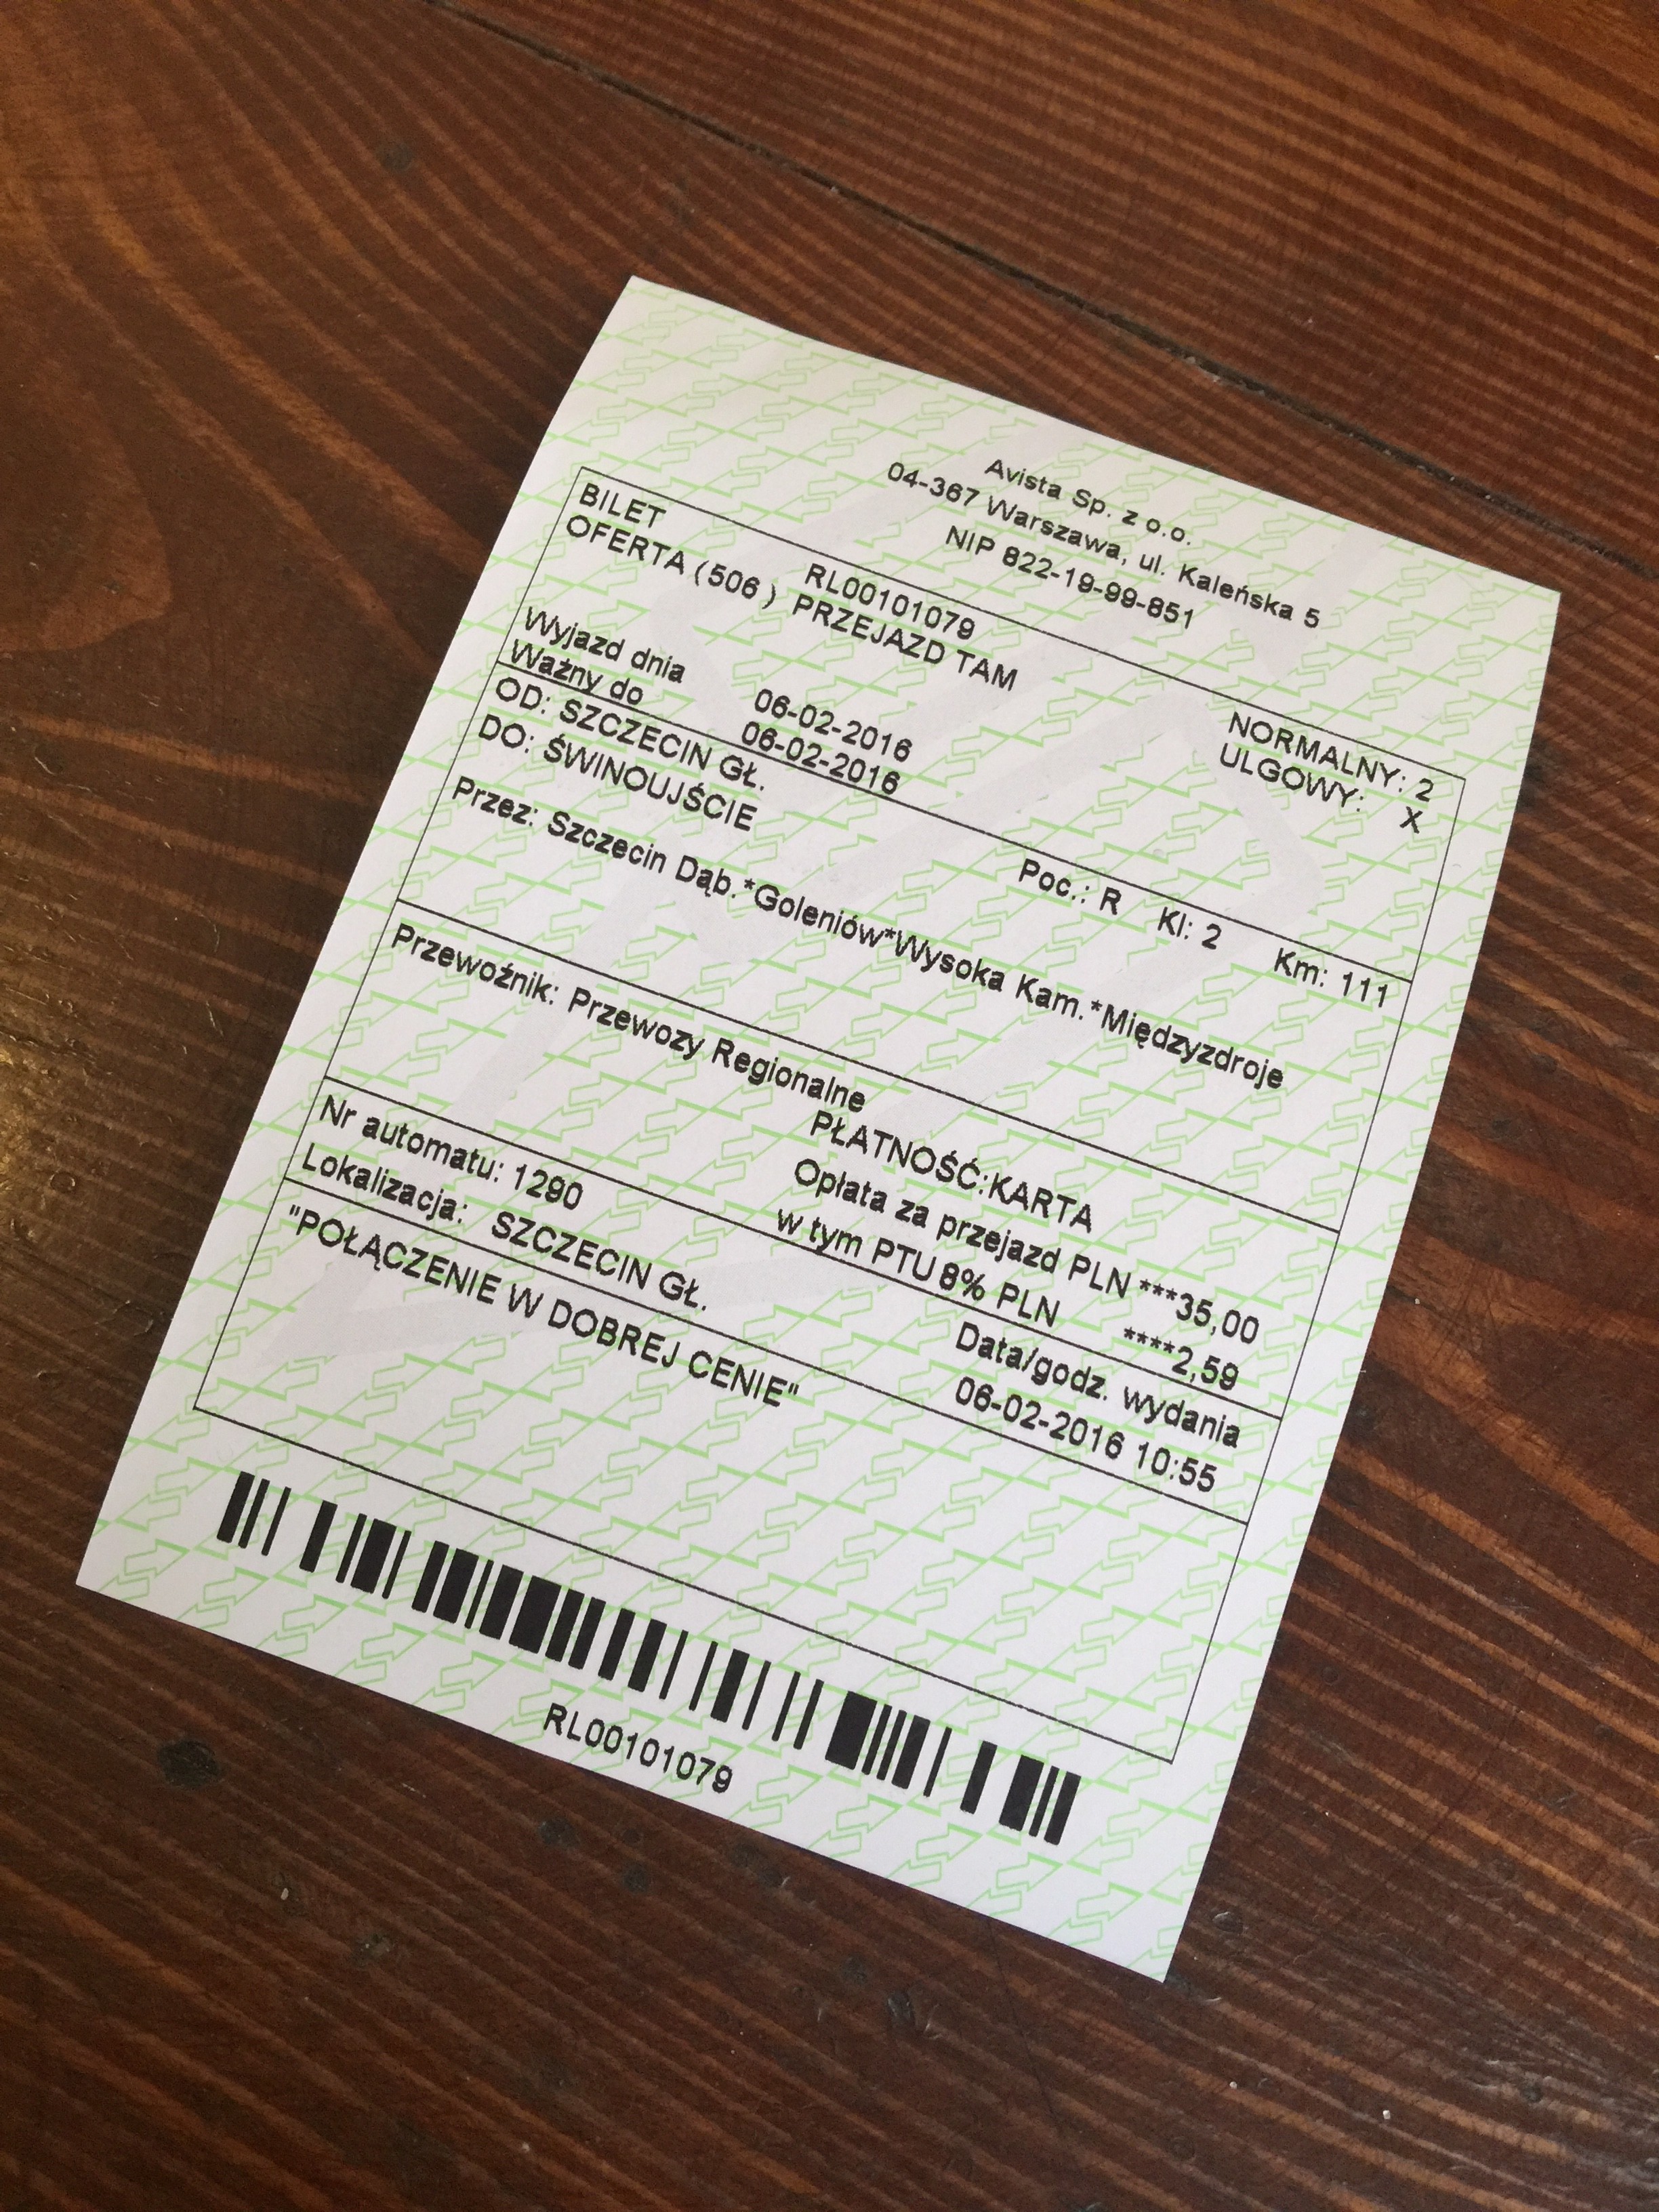 Avista Sp. z o.o.
04-367 Warszawa, ul. Kaleńska 5
NIP 822-19-99-851
BILET RL00101079 NORMALNY: 2
OFERTA (506 ) PRZEJAZD TAM ULGOWY: X
Wyjazd dnia 06-02-2016
Ważny do 06-02-2016
OD: SZCZECIN GŁ. Poc.: R Kl: 2 Km: 111
DO: ŚWINOUJŚCIE
Przez: Szczecin Dąb.*Goleniów*Wysoka Kam.*Międzyzdroje
Przewoźnik: Przewozy Regionalne
PŁATNOŚĆ:KARTA
Opłata za przejazd PLN ***35,00
w tym PTU 8% PLN ****2,59
Nr automatu: 1290 Data/godz. wydania
Lokalizacja: SZCZECIN GŁ. 06-02-2016 10:55
"POŁĄCZENIE W DOBREJ CENIE"
RL00101079